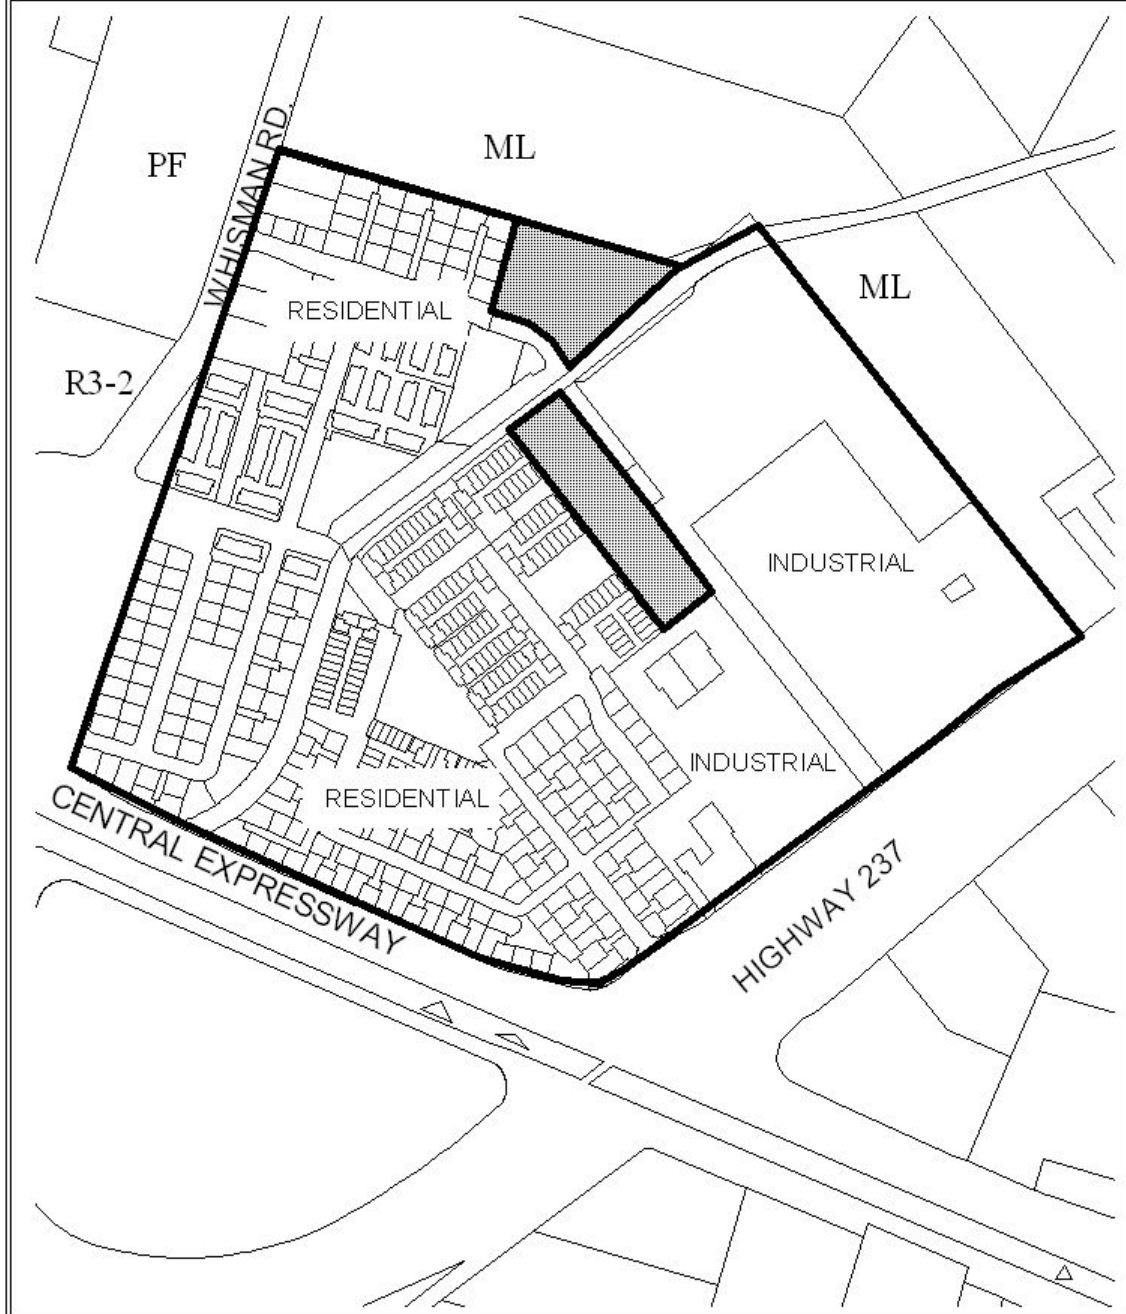 ML
PF
WHISMAN RD.
ML
RESIDENTIAL
R3-2
INDUSTRIAL
INDUSTRIAL
RESIDENTIAL
CENTRAL EXPRESSWAY
HIGHWAY 237